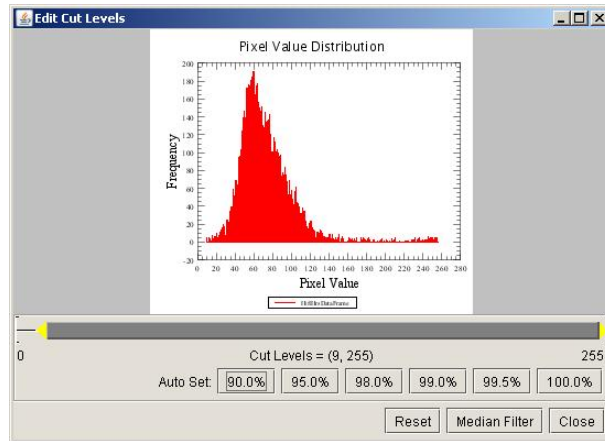 Edit Cut Levels
Pixel Value Distribution
200
180
160
140
120
100
80
60
40
20
0
-20
Frequency
0 20 40 60 80 100 120 140 160 180 200 220 240 260 280
Pixel Value
0 Cut Levels = (9, 255) 255
Auto Set: 90.0% 95.0% 98.0% 99.0% 99.5% 100.0%
Reset Median Filter Close